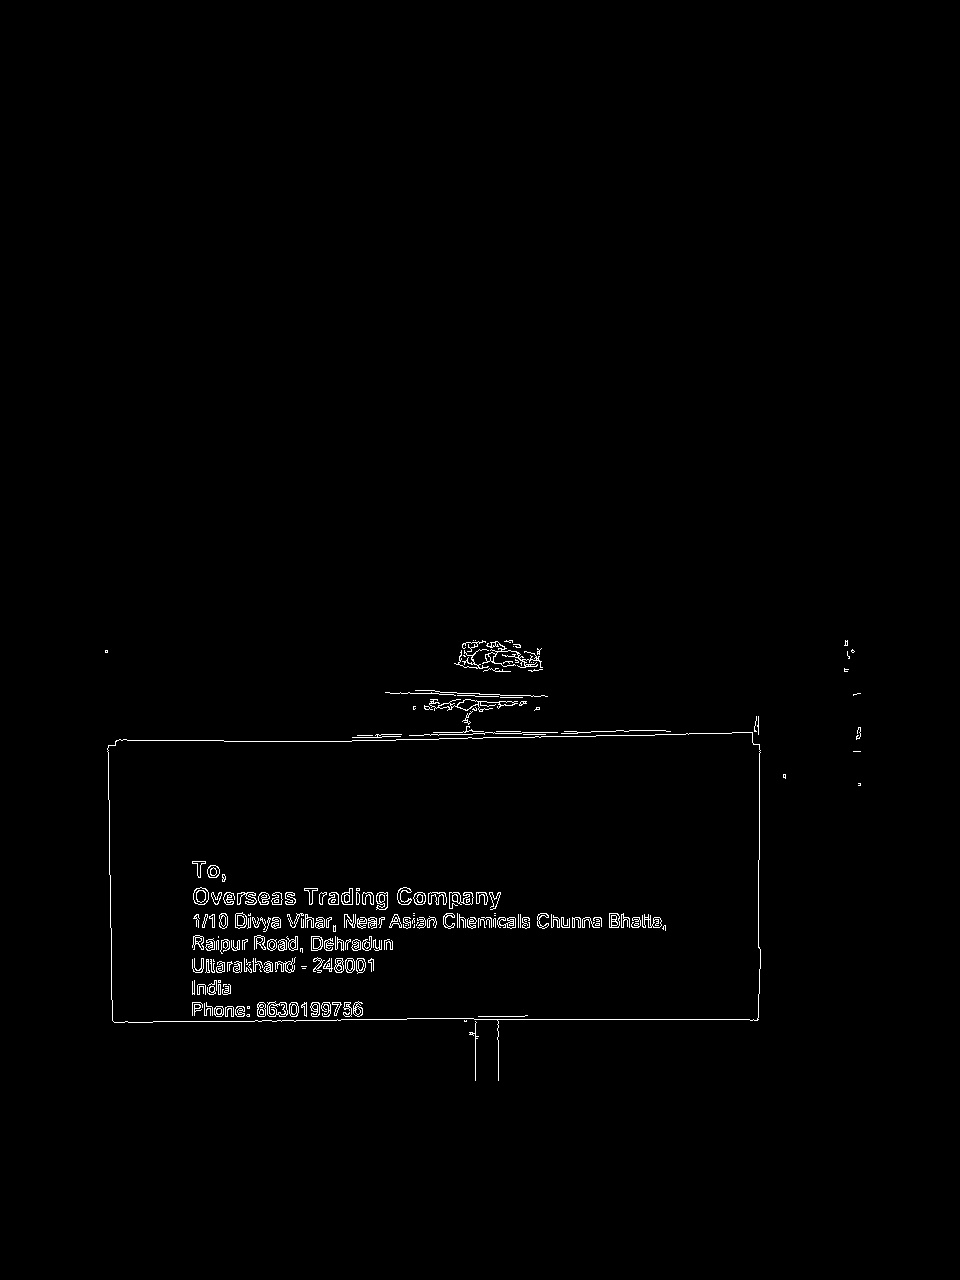 To,
Overseas Trading Company
1/10 Divya Vihar, Near Asian Chemicals Chunna Bhatta,
Raipur Road, Dehradun
Uttarakhand - 248001
India
Phone: 8630199756